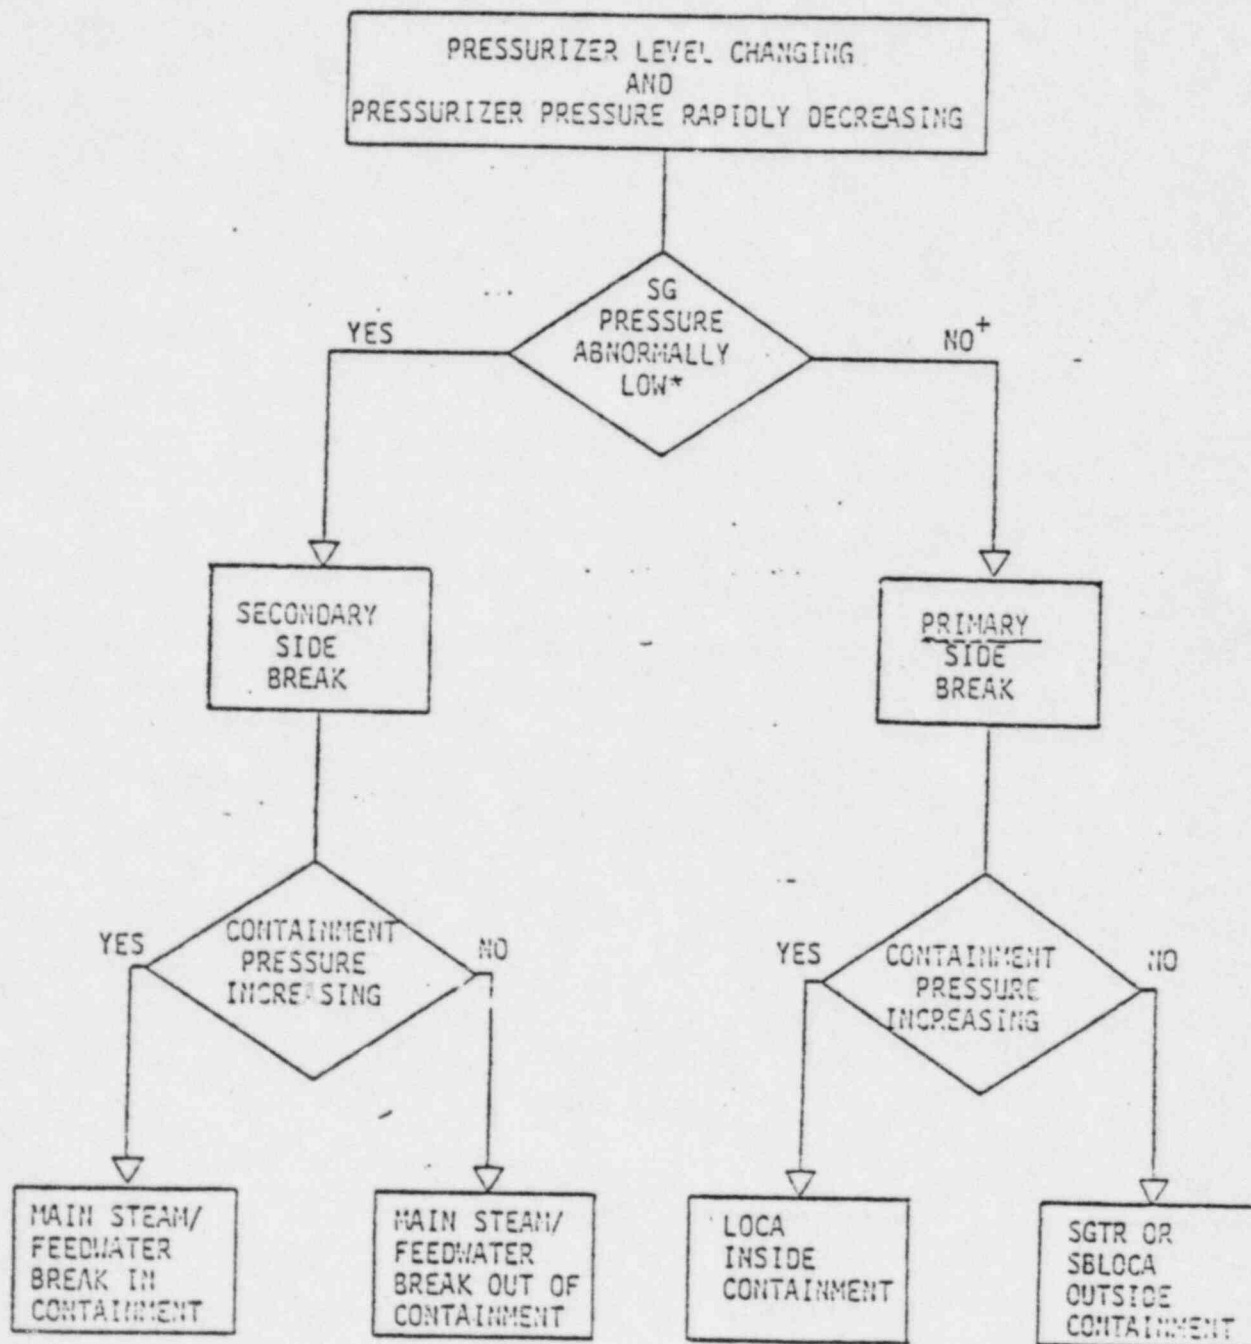 PRESSURIZER LEVEL CHANGING
AND
PRESSURIZER PRESSURE RAPIDLY DECREASING
SG
PRESSURE
ABNORMALLY
LOW*
YES
NO+
SECONDARY
SIDE
BREAK
PRIMARY
SIDE
BREAK
CONTAINMENT
PRESSURE
INCREASING
YES
NO
CONTAINMENT
PRESSURE
INCREASING
YES
NO
MAIN STEAM/
FEEDWATER
BREAK IN
CONTAINMENT
MAIN STEAM/
FEEDWATER
BREAK OUT OF
CONTAINMENT
LOCA
INSIDE
CONTAINMENT
SGTR OR
SBLOCA
OUTSIDE
CONTAINMENT